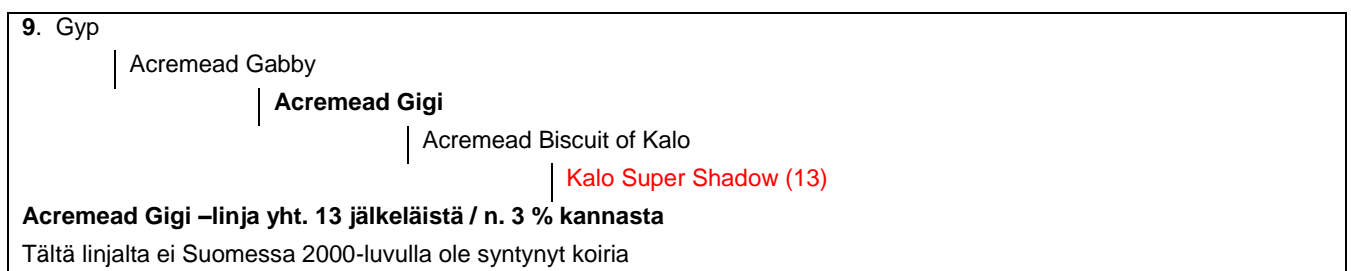 9. Gyp
Acremead Gabby
Acremead Gigi
Acremead Biscuit of Kalo
Kalo Super Shadow (13)
Acremead Gigi –linja yht. 13 jälkeläistä / n. 3 % kannasta
Tältä linjalta ei Suomessa 2000-luvulla ole syntynyt koiria